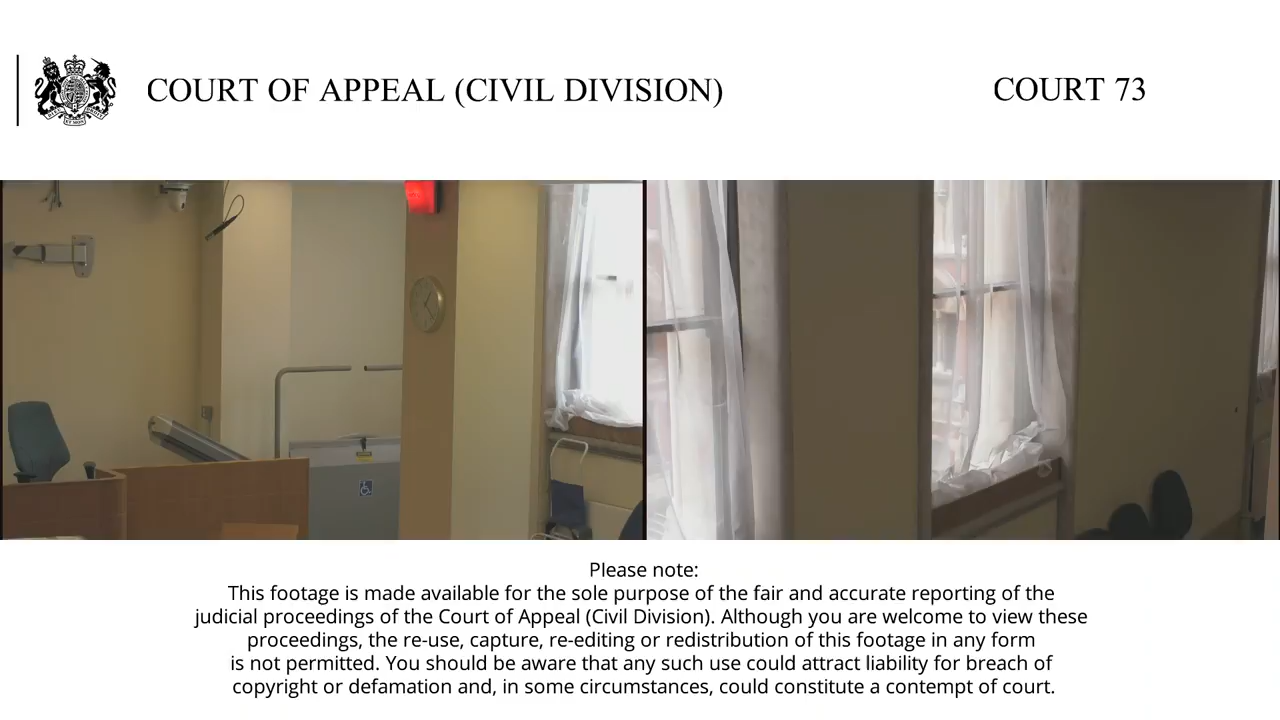 COURT OF APPEAL (CIVIL DIVISION)
COURT 73
Please note:
This footage is made available for the sole purpose of the fair and accurate reporting of the
judicial proceedings of the Court of Appeal (Civil Division). Although you are welcome to view these
proceedings, the re-use, capture, re-editing or redistribution of this footage in any form
is not permitted. You should be aware that any such use could attract liability for breach of
copyright or defamation and, in some circumstances, could constitute a contempt of court.